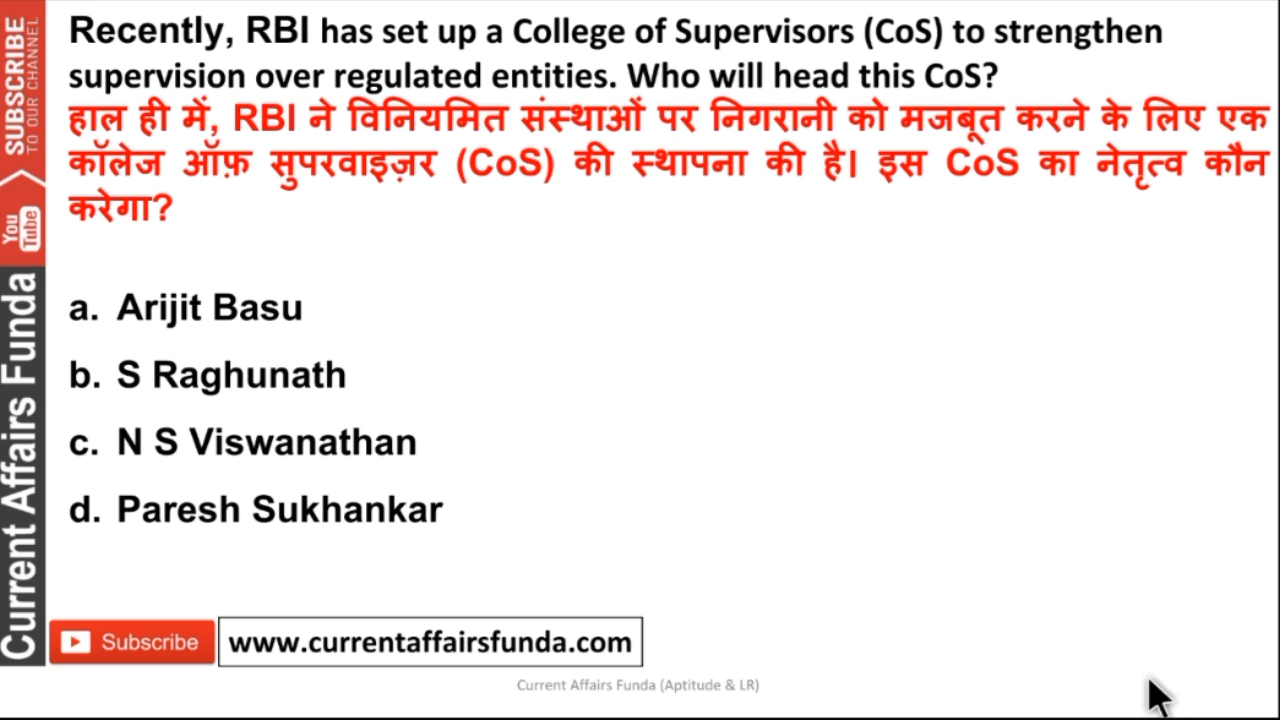 Recently, RBI has set up a College of Supervisors (CoS) to strengthen
supervision over regulated entities. Who will head this CoS?
हाल ही में, RBI ने विनियमित संस्थाओं पर निगरानी को मजबूत करने के लिए एक
कॉलेज ऑफ़ सुपरवाइज़र (CoS) की स्थापना की है। इस CoS का नेतृत्व कौन
करेगा?
a. Arijit Basu
b. S Raghunath
c. N S Viswanathan
d. Paresh Sukhankar
Subscribe
www.currentaffairsfunda.com
Current Affairs Funda (Aptitude & LR)
SUBSCRIBE
TO OUR CHANNEL
You
Tube
Current Affairs Funda